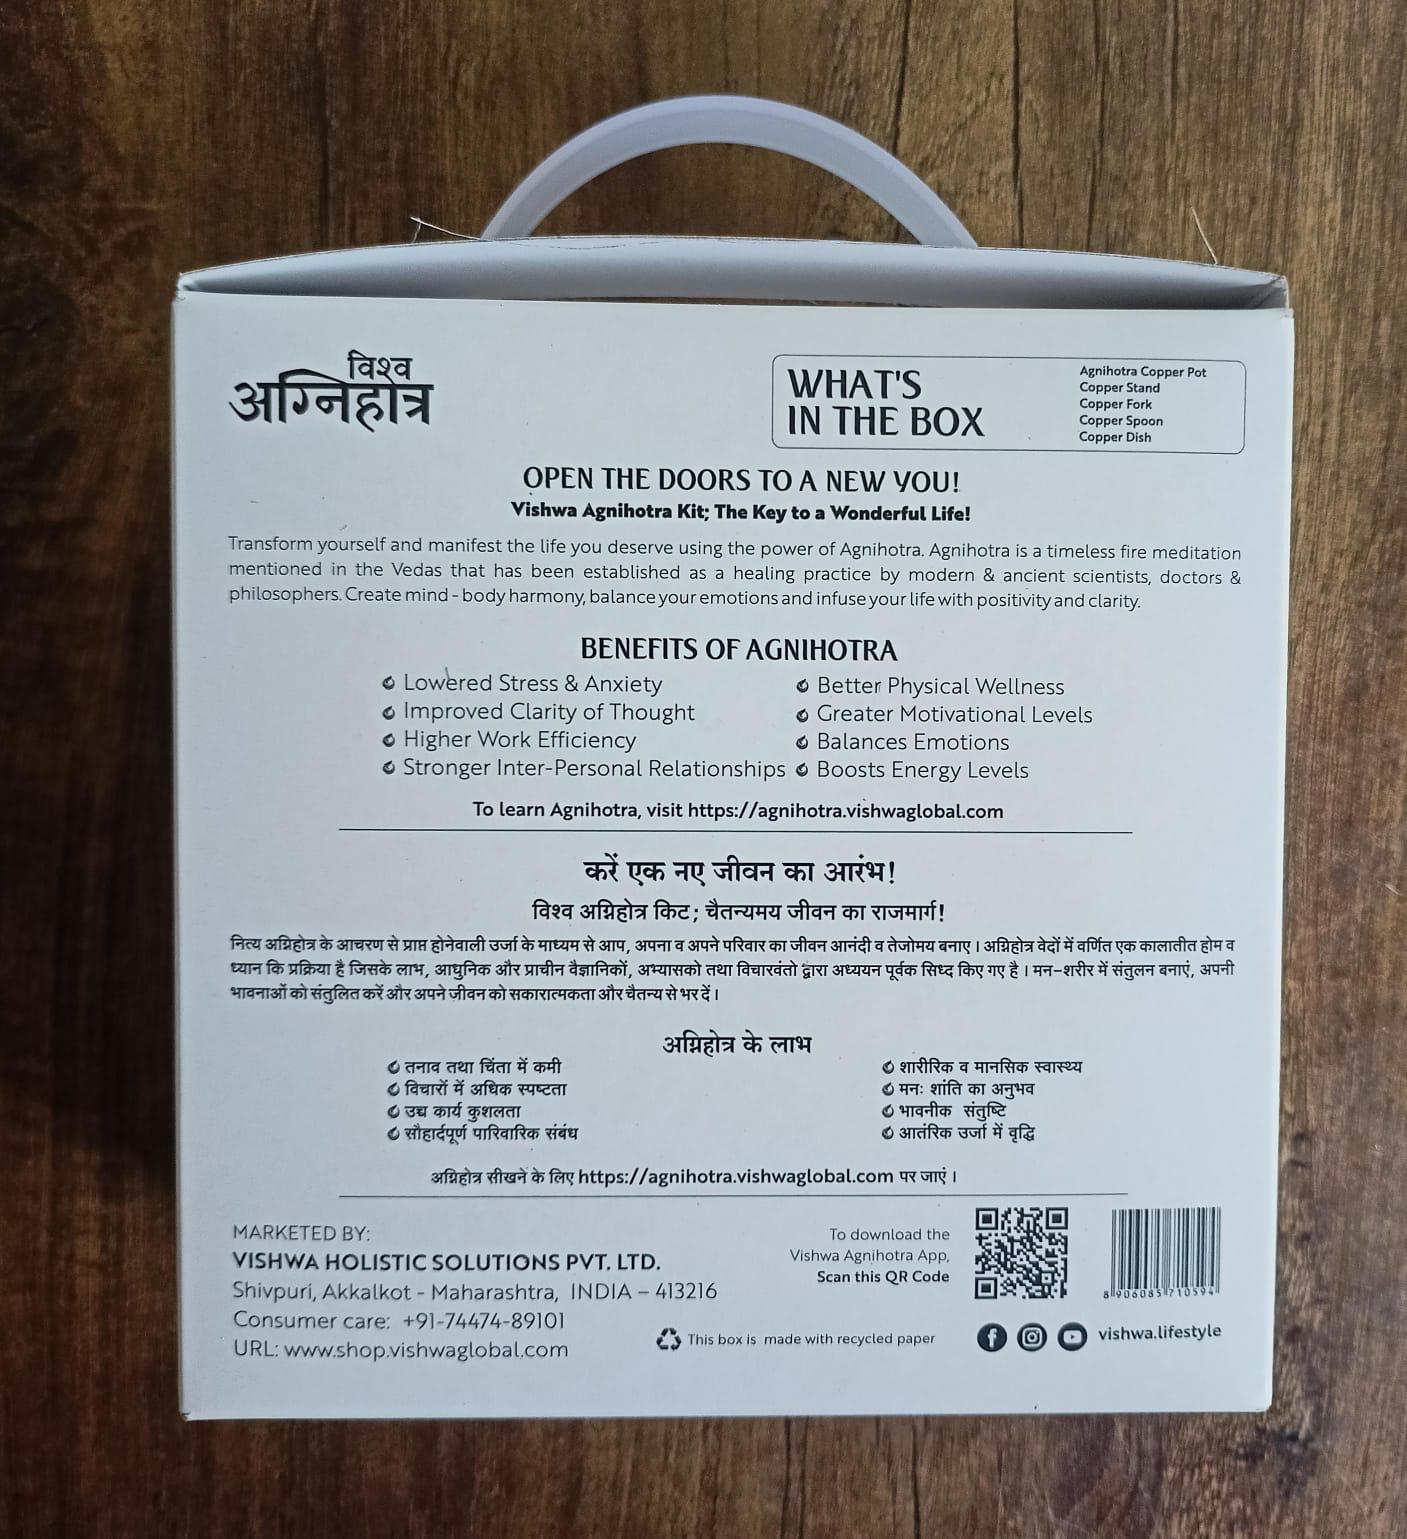 विश्व
अग्निहोत्र
WHAT'S
IN THE BOX
Agnihotra Copper Pot
Copper Stand
Copper Fork
Copper Spoon
Copper Dish
OPEN THE DOORS TO A NEW YOU!
Vishwa Agnihotra Kit; The Key to a Wonderful Life!
Transform yourself and manifest the life you deserve using the power of Agnihotra. Agnihotra is a timeless fire meditation
mentioned in the Vedas that has been established as a healing practice by modern & ancient scientists, doctors &
philosophers. Create mind - body harmony, balance your emotions and infuse your life with positivity and clarity.
BENEFITS OF AGNIHOTRA
Lowered Stress & Anxiety
Improved Clarity of Thought
Higher Work Efficiency
Stronger Inter-Personal Relationships
Better Physical Wellness
Greater Motivational Levels
Balances Emotions
Boosts Energy Levels
To learn Agnihotra, visit https://agnihotra.vishwaglobal.com
करें एक नए जीवन का आरंभ!
विश्व अग्निहोत्र किट; चैतन्यमय जीवन का राजमार्ग!
नित्य अग्निहोत्र के आचरण से प्राप्त होनेवाली उर्जा के माध्यम से आप, अपना व अपने परिवार का जीवन आनंदी व तेजोमय बनाए । अग्निहोत्र वेदों में वर्णित एक कालातीत होम व
ध्यान कि प्रक्रिया है जिसके लाभ, आधुनिक और प्राचीन वैज्ञानिकों, अभ्यासको तथा विचारवंतो द्वारा अध्ययन पूर्वक सिध्द किए गए है । मन-शरीर में संतुलन बनाएं, अपनी
भावनाओं को संतुलित करें और अपने जीवन को सकारात्मकता और चैतन्य से भर दें ।
अग्निहोत्र के लाभ
तनाव तथा चिंता में कमी
विचारों में अधिक स्पष्टता
उच्च कार्य कुशलता
सौहार्दपूर्ण पारिवारिक संबंध
शारीरिक व मानसिक स्वास्थ्य
मनः शांति का अनुभव
भावनीक संतुष्टि
आतंरिक उर्जा में वृद्धि
अग्निहोत्र सीखने के लिए https://agnihotra.vishwaglobal.com पर जाएं ।
MARKETED BY:
VISHWA HOLISTIC SOLUTIONS PVT. LTD.
Shivpuri, Akkalkot - Maharashtra, INDIA – 413216
Consumer care: +91-74474-89101
URL: www.shop.vishwaglobal.com
To download the
Vishwa Agnihotra App,
Scan this QR Code
8 906085 710594
This box is made with recycled paper
vishwa.lifestyle